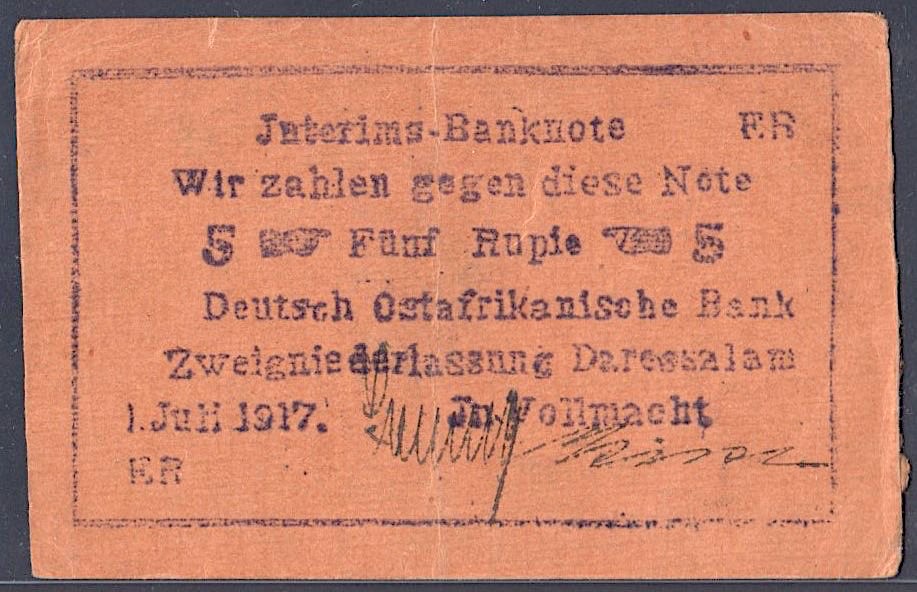 Interims-Banknote ER
Wir zahlen gegen diese Note
5 Fünf Rupie 5
Deutsch Ostafrikanische Bank
Zweigniederlassung Daressalam
1. Juli 1917. In Vollmacht
ER